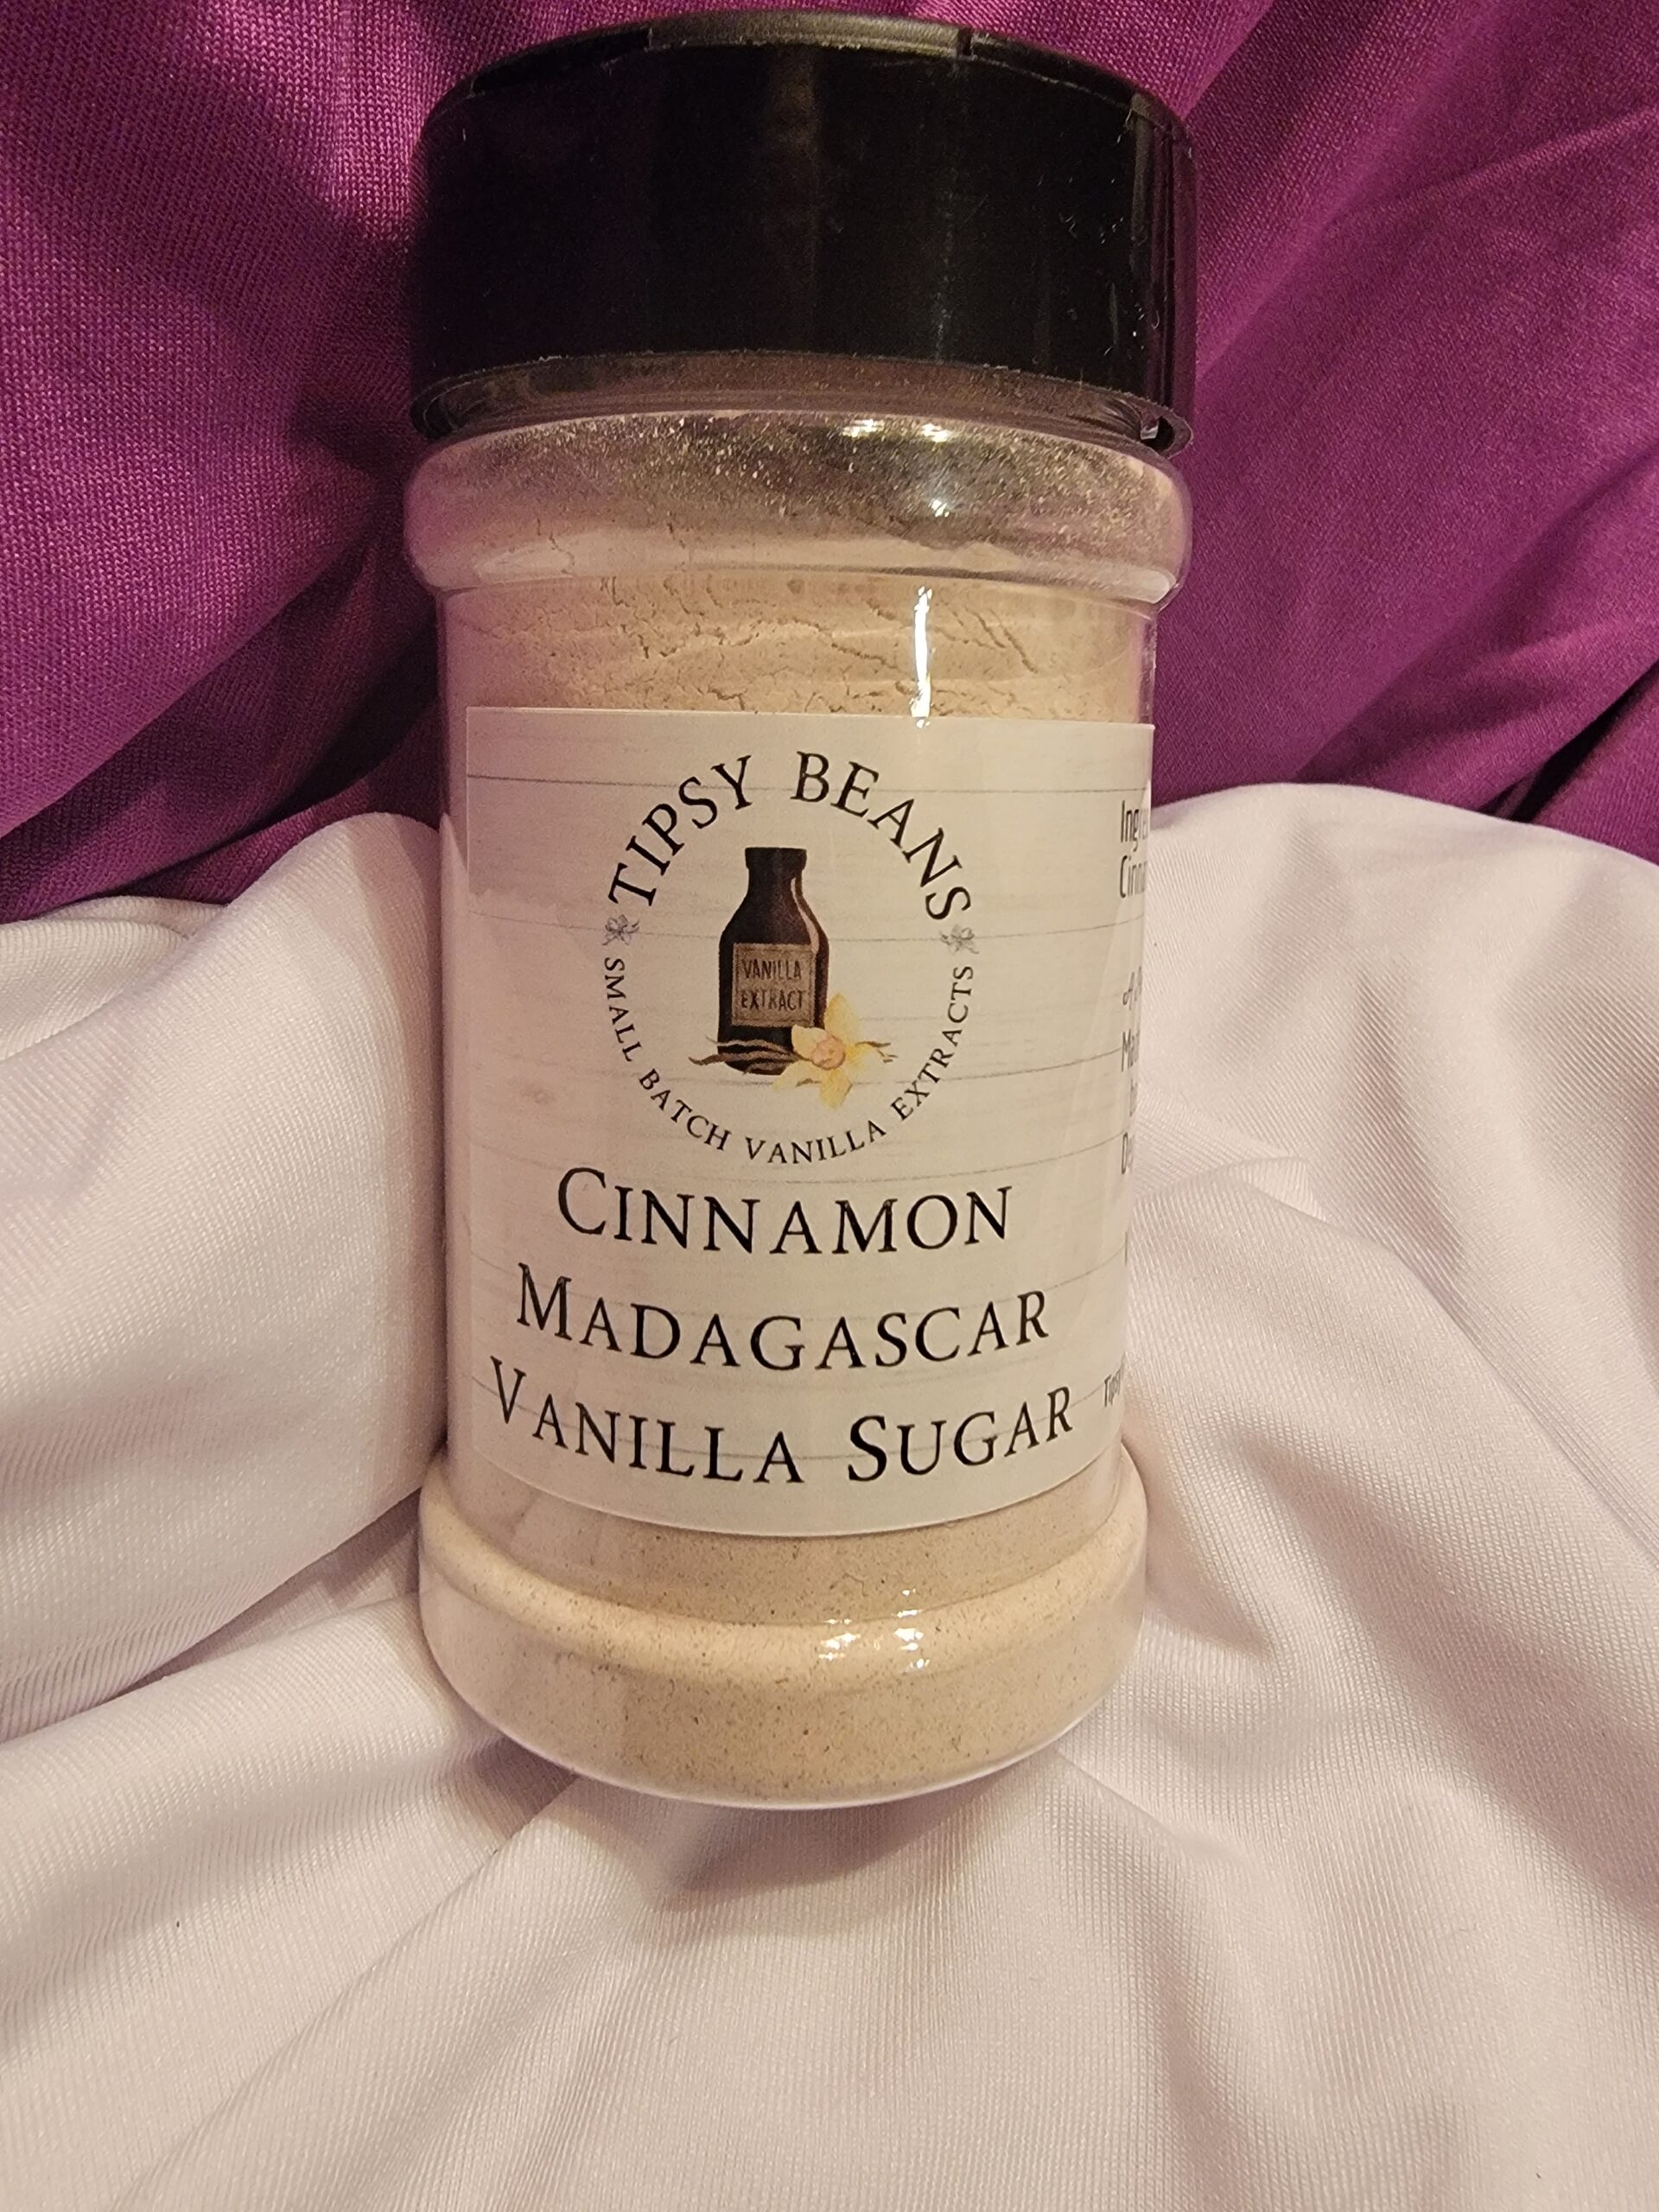 TIPSY BEANS
VANILLA
EXTRACT
SMALL BATCH VANILLA EXTRACTS
CINNAMON
MADAGASCAR
VANILLA SUGAR